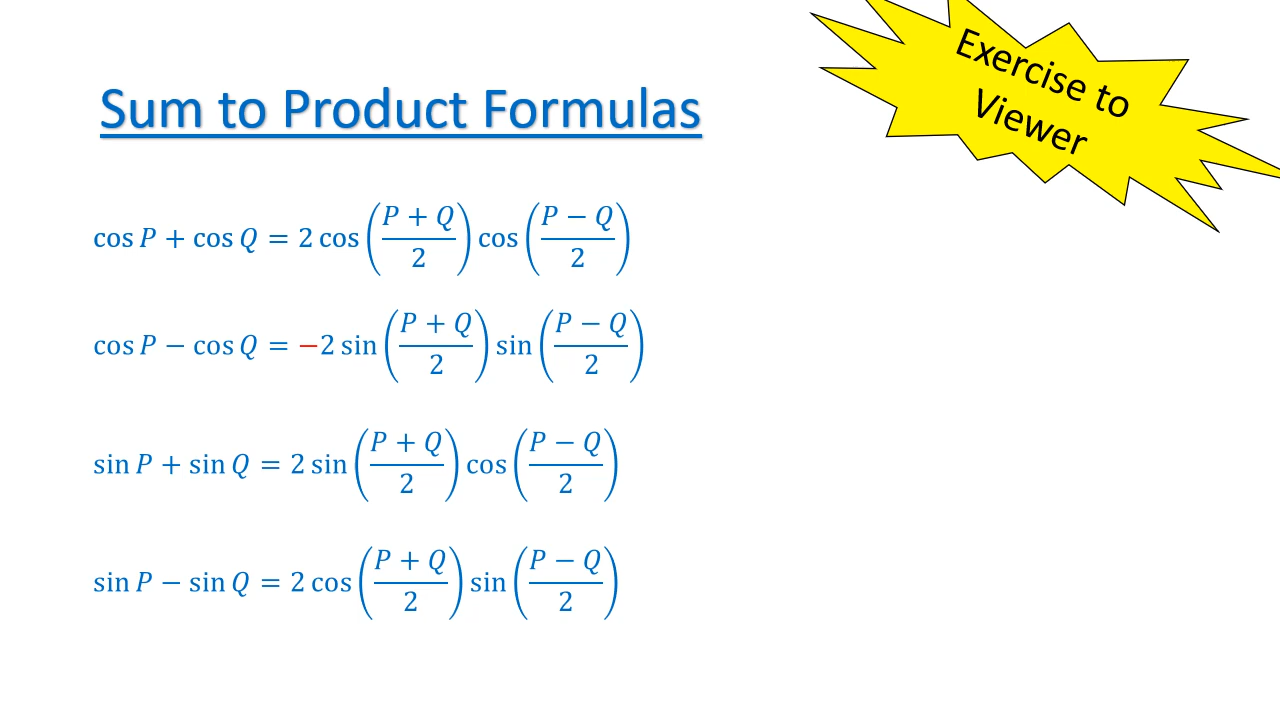 Exercise to
Viewer
Sum to Product Formulas
cos P + cos Q = 2 cos((P + Q)/2) cos((P − Q)/2)
cos P − cos Q = −2 sin((P + Q)/2) sin((P − Q)/2)
sin P + sin Q = 2 sin((P + Q)/2) cos((P − Q)/2)
sin P − sin Q = 2 cos((P + Q)/2) sin((P − Q)/2)